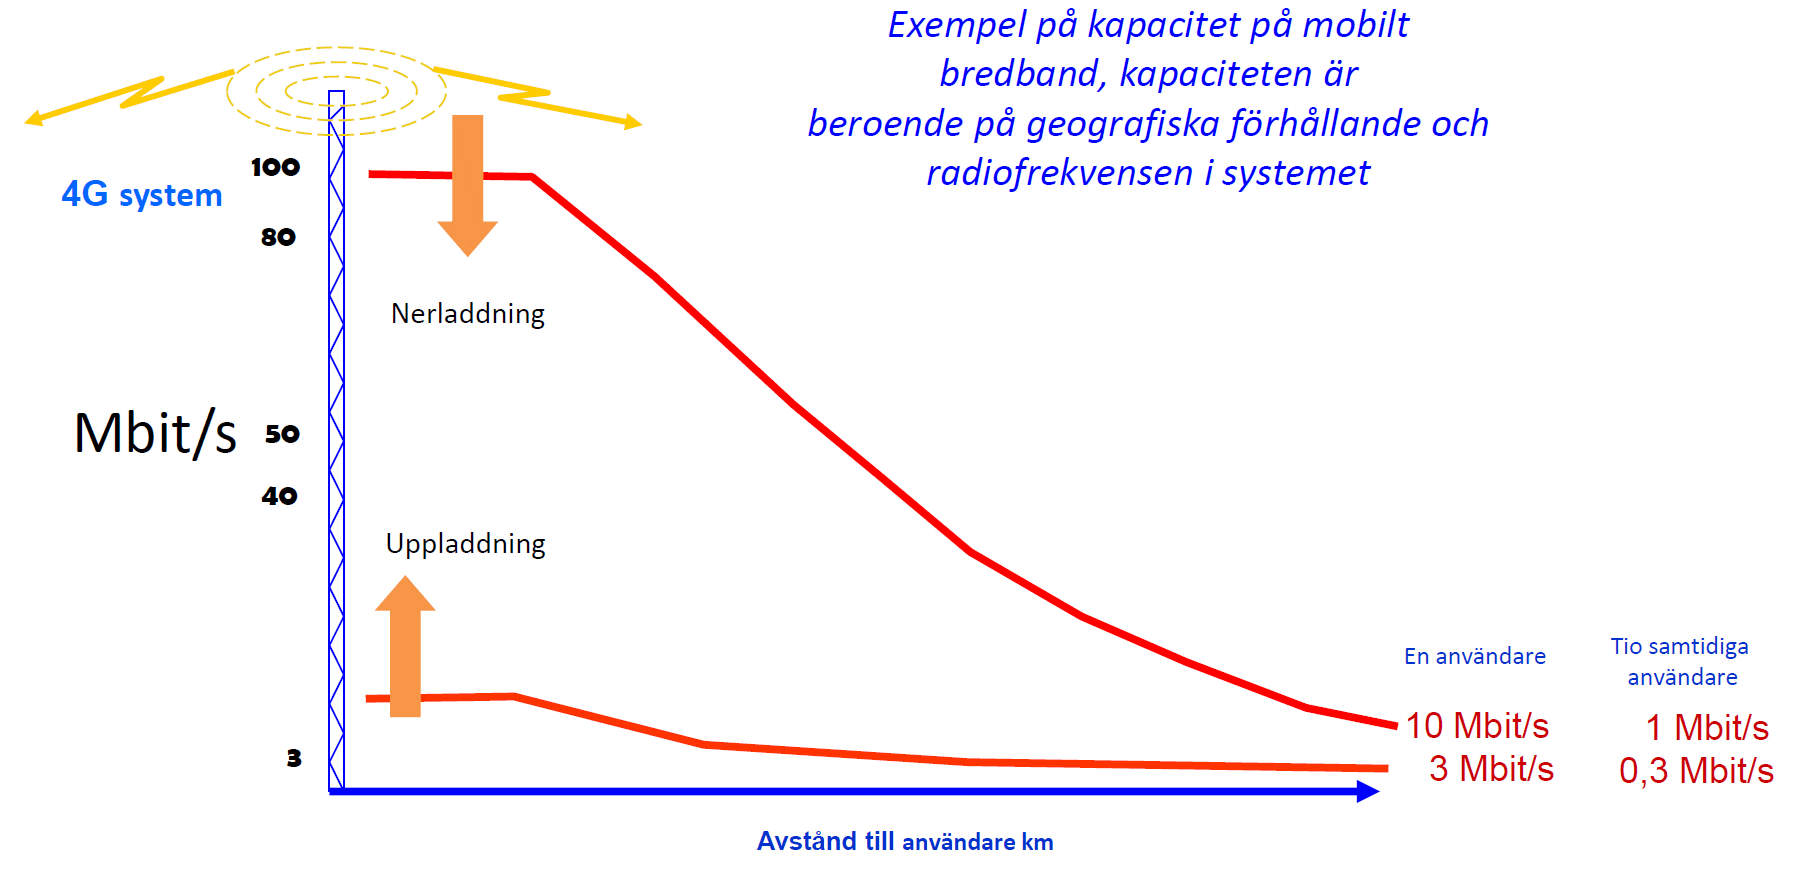 Exempel på kapacitet på mobilt
bredband, kapaciteten är
beroende på geografiska förhållande och
radiofrekvensen i systemet
4G system
100
80
Nerladdning
Mbit/s
50
40
Uppladdning
3
En användare
Tio samtidiga
användare
10 Mbit/s
1 Mbit/s
3 Mbit/s
0,3 Mbit/s
Avstånd till användare km